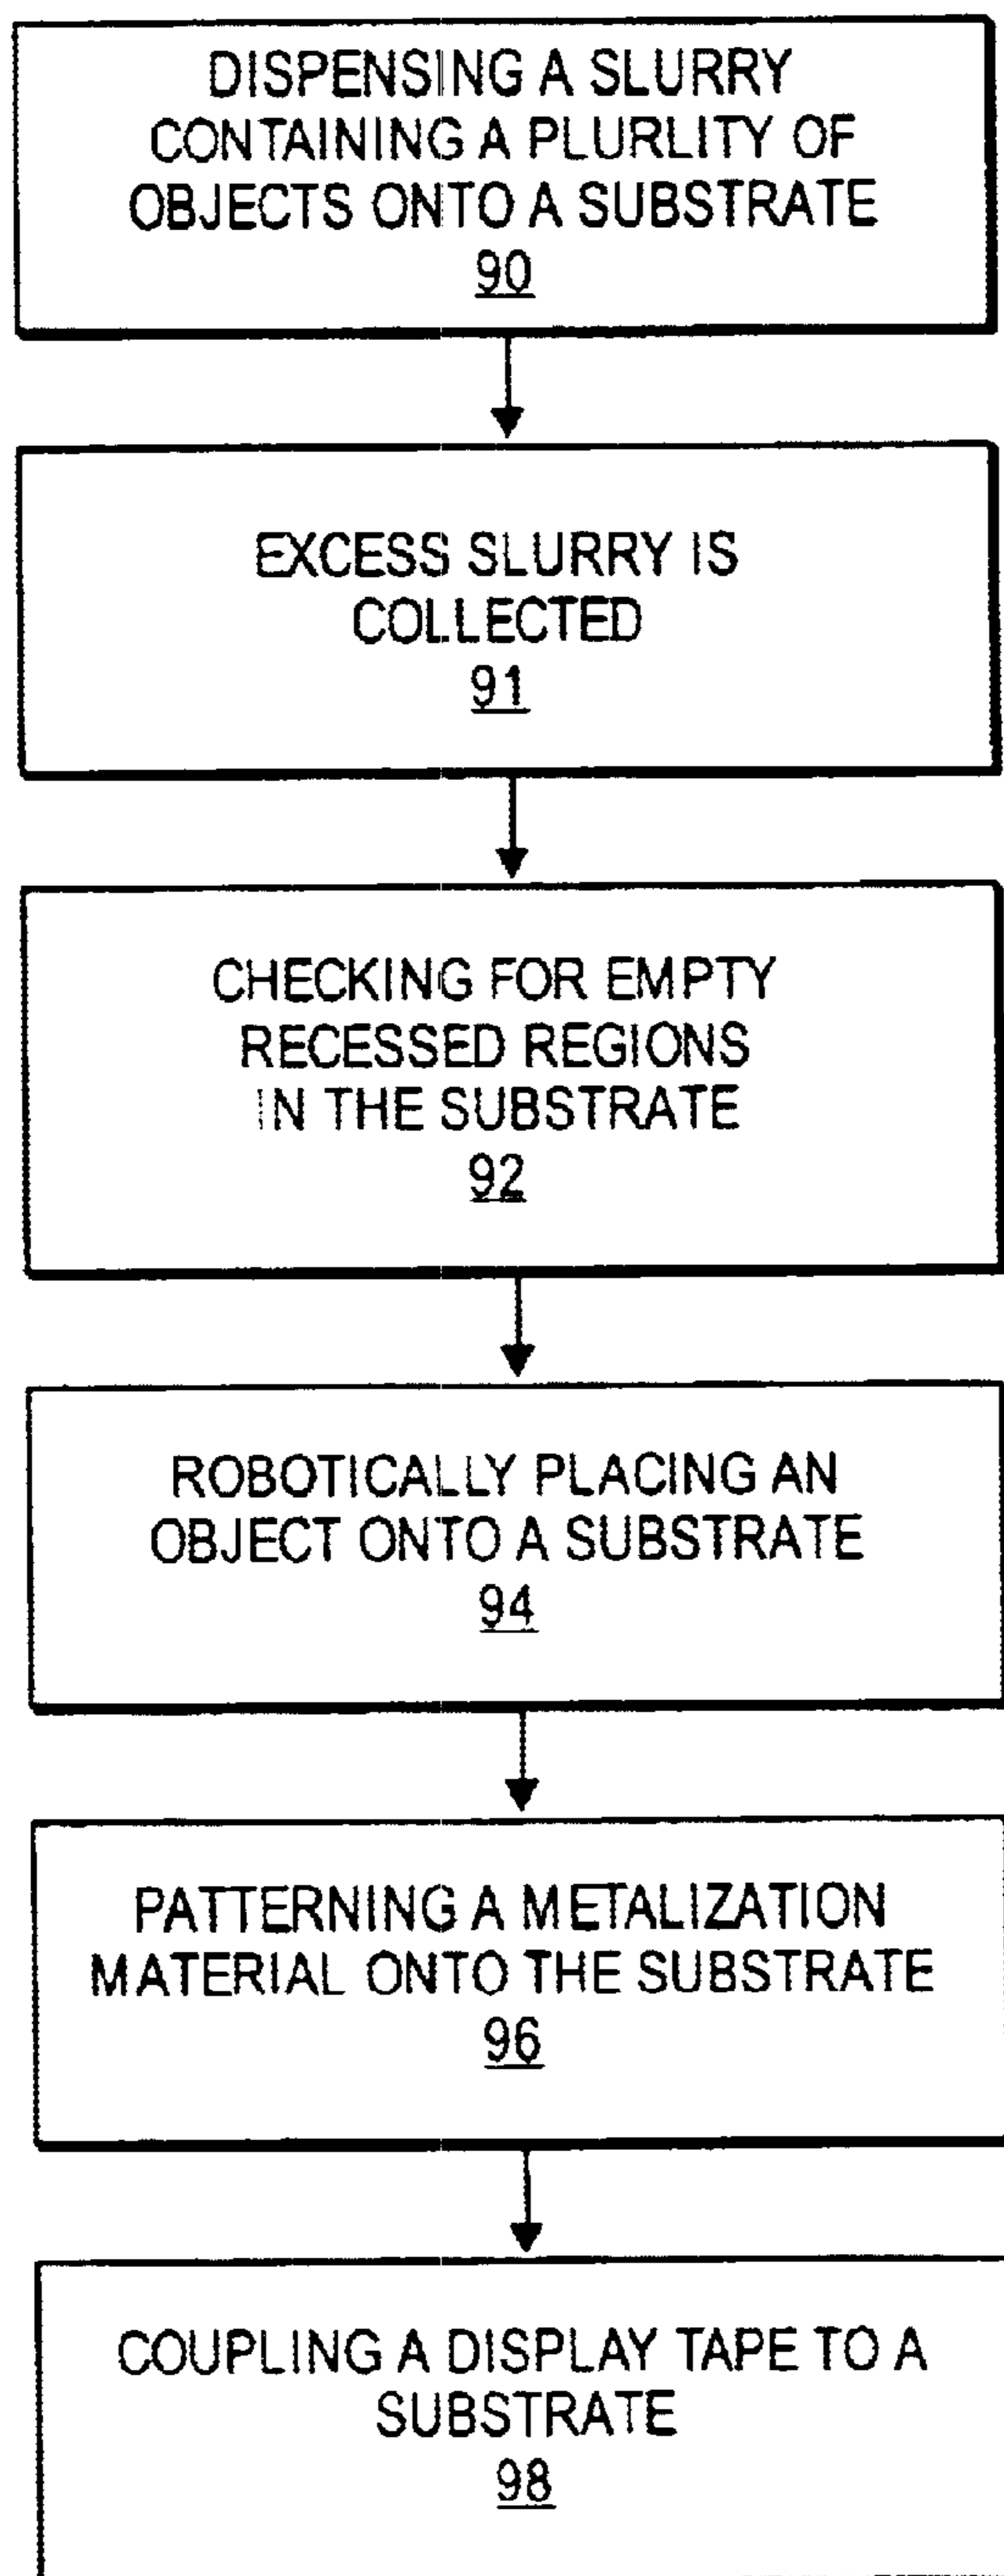 DISPENSING A SLURRY
CONTAINING A PLURLITY OF
OBJECTS ONTO A SUBSTRATE
90
EXCESS SLURRY IS
COLLECTED
91
CHECKING FOR EMPTY
RECESSED REGIONS
IN THE SUBSTRATE
92
ROBOTICALLY PLACING AN
OBJECT ONTO A SUBSTRATE
94
PATTERNING A METALIZATION
MATERIAL ONTO THE SUBSTRATE
96
COUPLING A DISPLAY TAPE TO A
SUBSTRATE
98